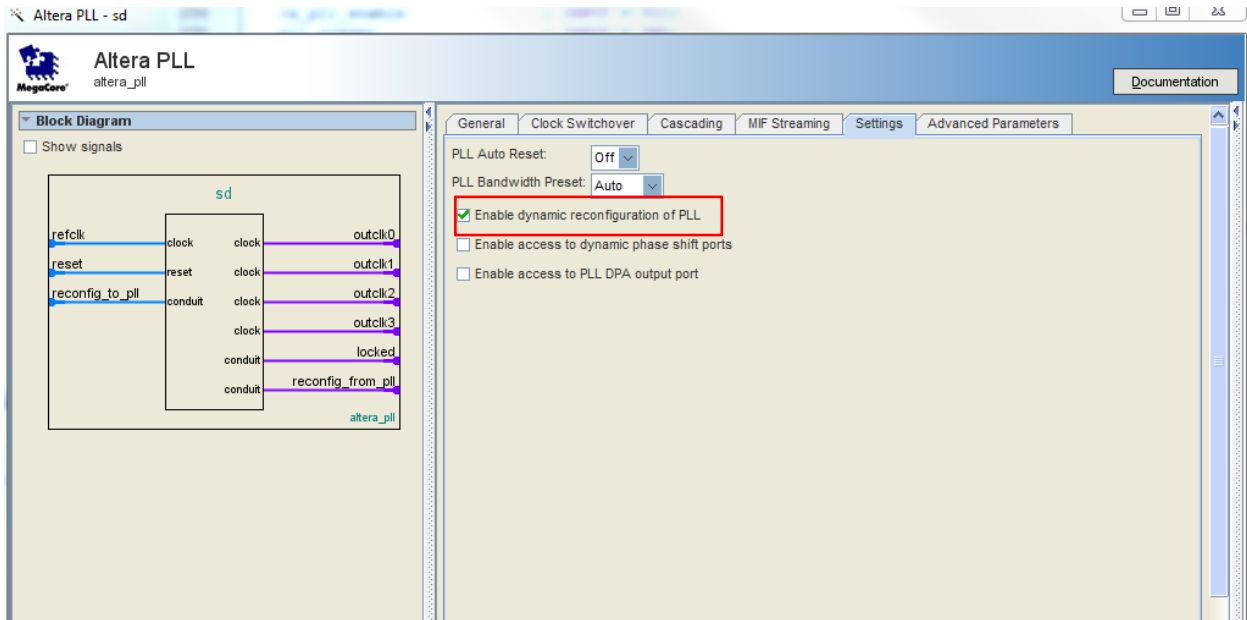 Altera PLL - sd
Altera PLL
altera_pll
MegaCore®
Documentation
Block Diagram
Show signals
sd
refclk
clock
clock
outclk0
reset
reset
clock
outclk1
reconfig_to_pll
conduit
clock
outclk2
clock
outclk3
conduit
locked
conduit
reconfig_from_pll
altera_pll
General Clock Switchover Cascading MIF Streaming Settings Advanced Parameters
PLL Auto Reset: Off
PLL Bandwidth Preset: Auto
Enable dynamic reconfiguration of PLL
Enable access to dynamic phase shift ports
Enable access to PLL DPA output port